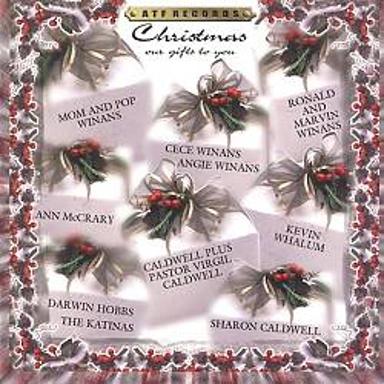 ATF RECORDS
Christmas
our gifts to you
MOM AND POP
WINANS
RONALD
AND
MARVIN
WINANS
CECE WINANS
ANGIE WINANS
ANN McCRARY
KEVIN
WHALUM
CALDWELL PLUS
PASTOR VIRGIL
CALDWELL
DARWIN HOBBS
THE KATINAS
SHARON CALDWELL